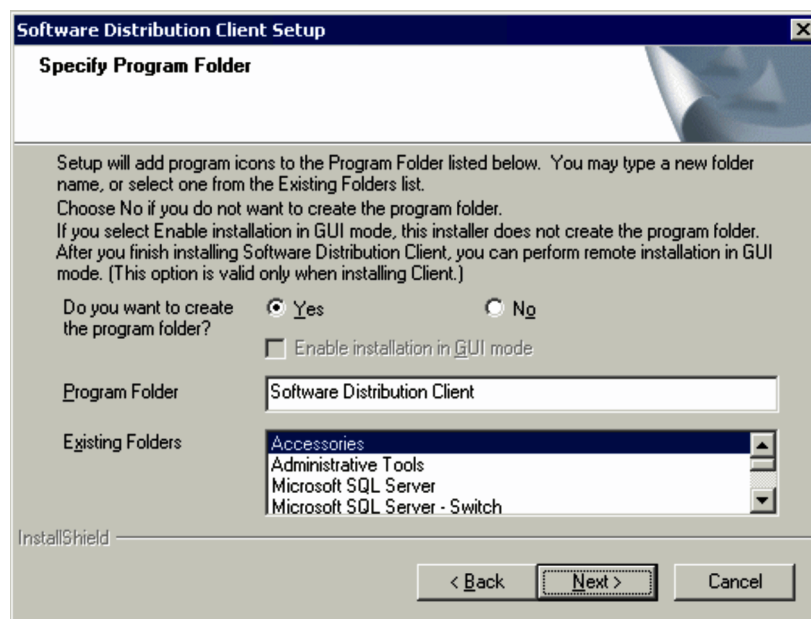 Software Distribution Client Setup
Specify Program Folder
Setup will add program icons to the Program Folder listed below. You may type a new folder
name, or select one from the Existing Folders list.
Choose No if you do not want to create the program folder.
If you select Enable installation in GUI mode, this installer does not create the program folder.
After you finish installing Software Distribution Client, you can perform remote installation in GUI
mode. (This option is valid only when installing Client.)
Do you want to create
the program folder?
Yes
No
Enable installation in GUI mode
Program Folder
Software Distribution Client
Existing Folders
Accessories
Administrative Tools
Microsoft SQL Server
Microsoft SQL Server - Switch
InstallShield
< Back
Next >
Cancel